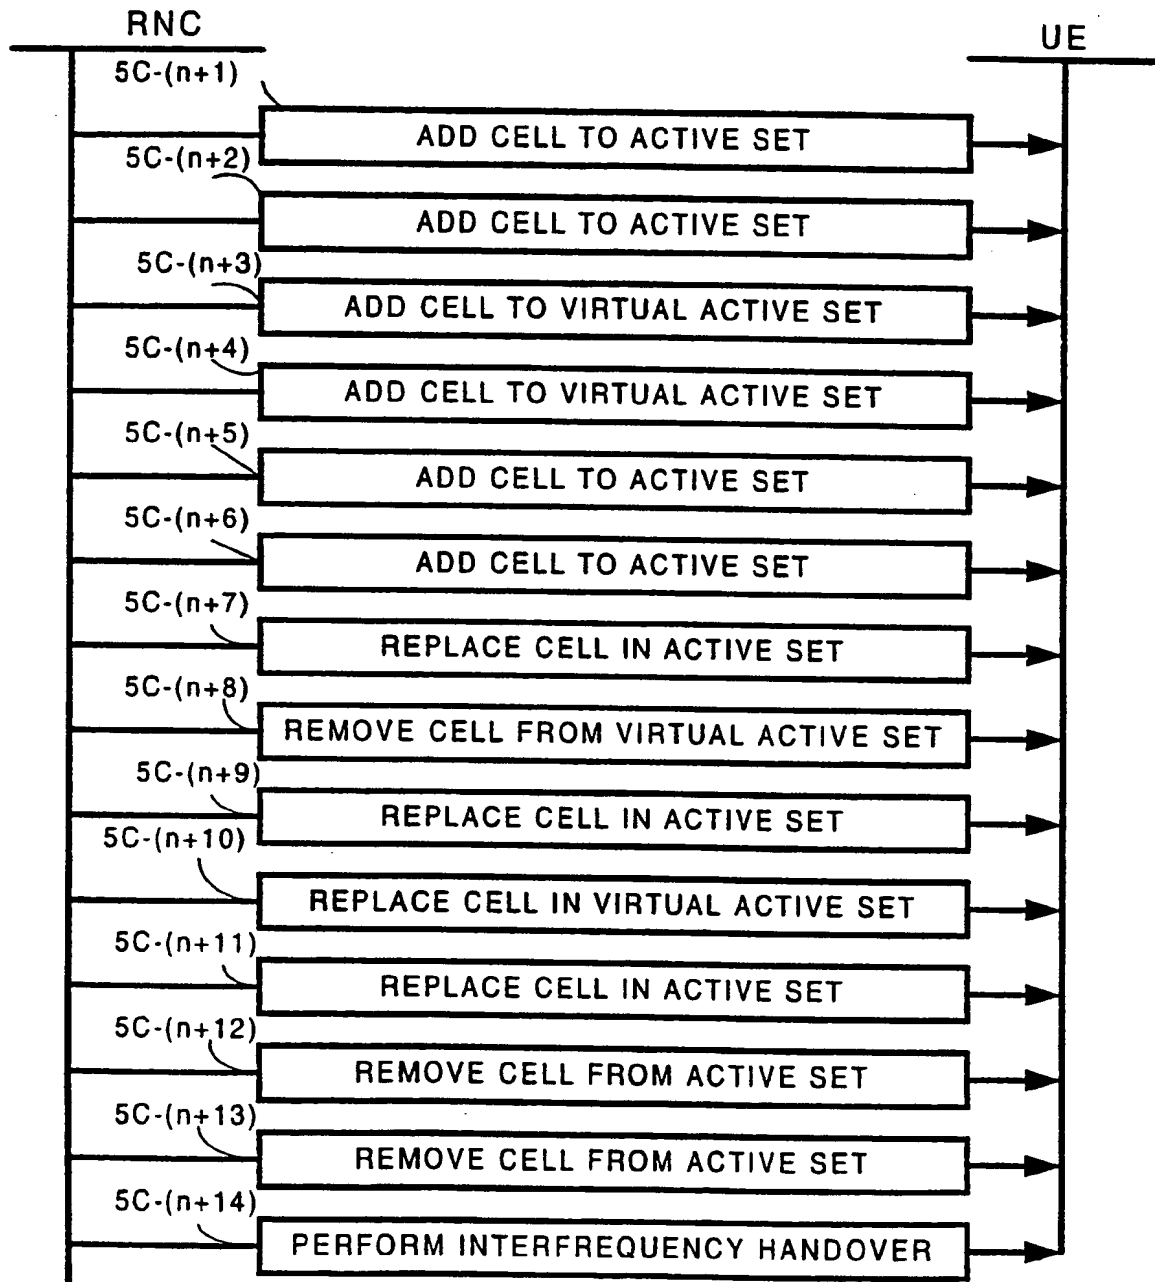 RNC
UE
5C-(n+1)
ADD CELL TO ACTIVE SET
5C-(n+2)
ADD CELL TO ACTIVE SET
5C-(n+3)
ADD CELL TO VIRTUAL ACTIVE SET
5C-(n+4)
ADD CELL TO VIRTUAL ACTIVE SET
5C-(n+5)
ADD CELL TO ACTIVE SET
5C-(n+6)
ADD CELL TO ACTIVE SET
5C-(n+7)
REPLACE CELL IN ACTIVE SET
5C-(n+8)
REMOVE CELL FROM VIRTUAL ACTIVE SET
5C-(n+9)
REPLACE CELL IN ACTIVE SET
5C-(n+10)
REPLACE CELL IN VIRTUAL ACTIVE SET
5C-(n+11)
REPLACE CELL IN ACTIVE SET
5C-(n+12)
REMOVE CELL FROM ACTIVE SET
5C-(n+13)
REMOVE CELL FROM ACTIVE SET
5C-(n+14)
PERFORM INTERFREQUENCY HANDOVER